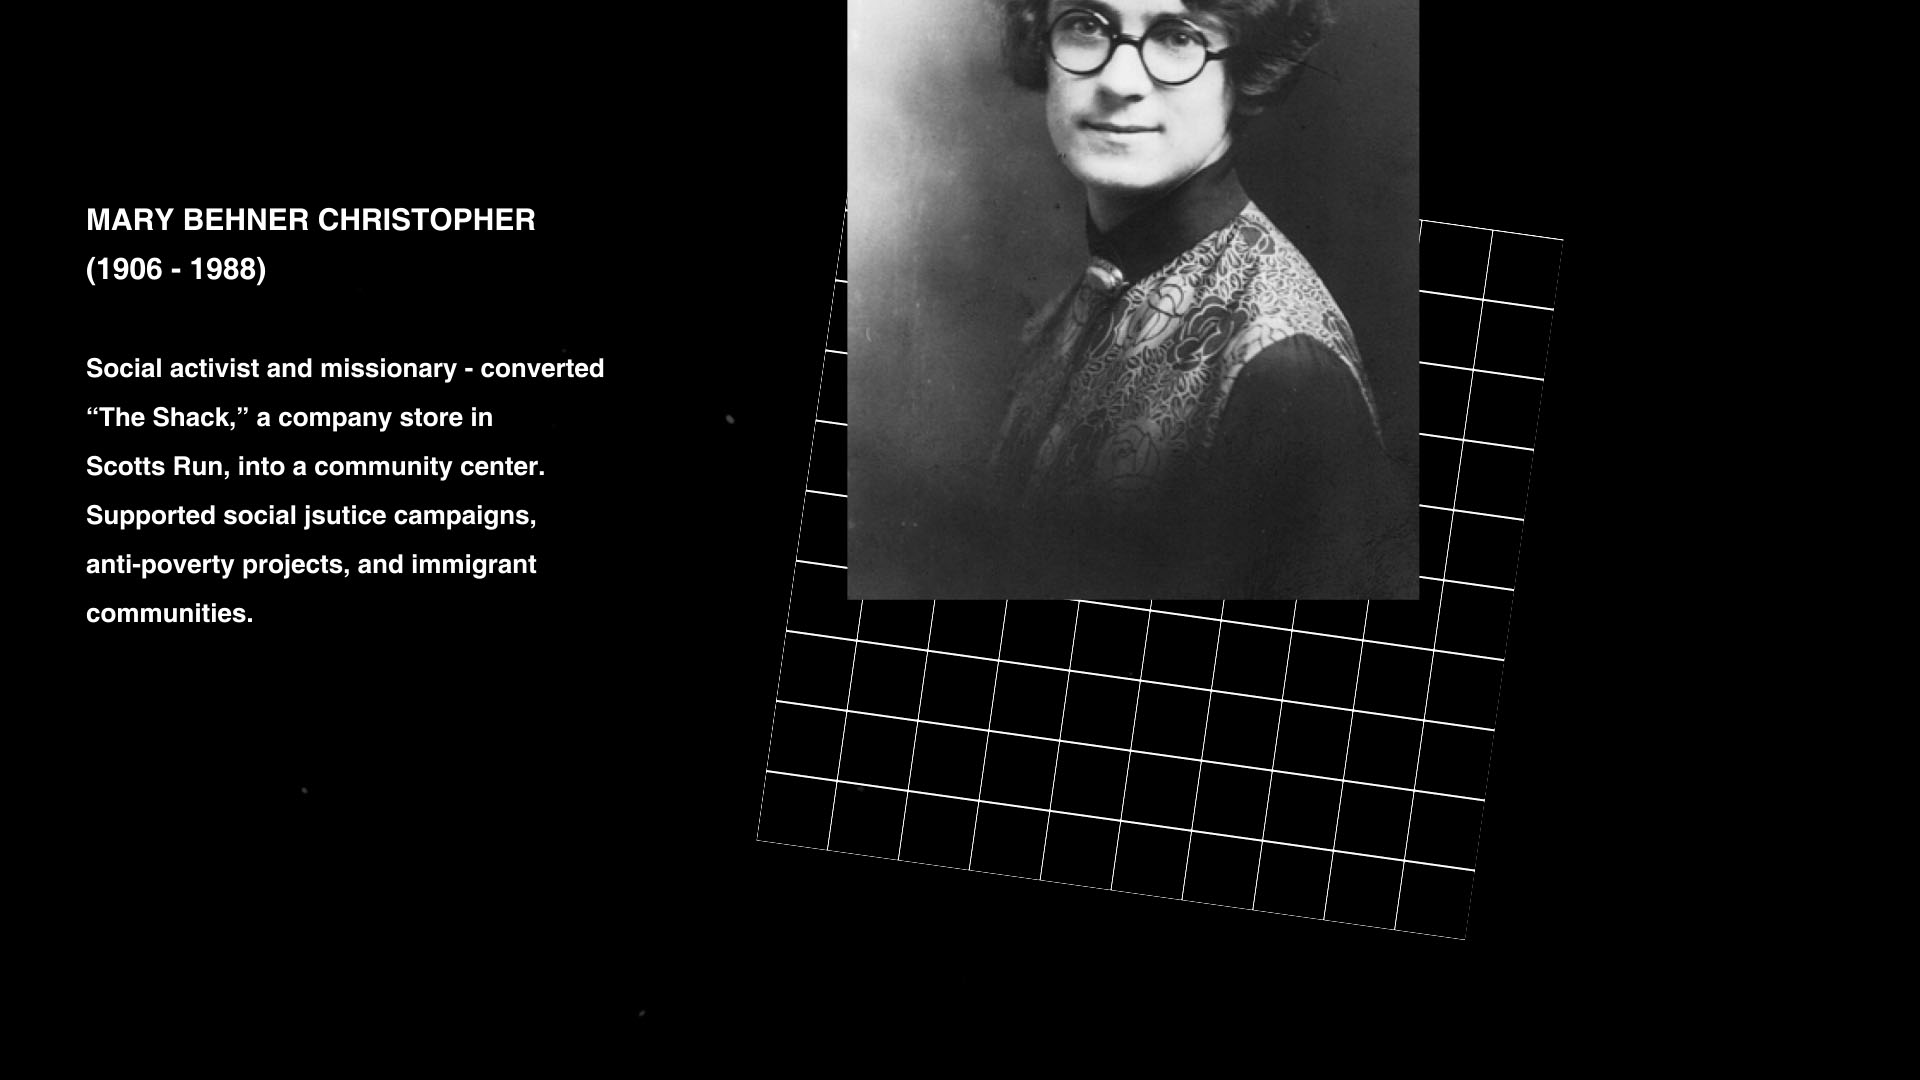 MARY BEHNER CHRISTOPHER
(1906 - 1988)
Social activist and missionary - converted
“The Shack,” a company store in
Scotts Run, into a community center.
Supported social jsutice campaigns,
anti-poverty projects, and immigrant
communities.